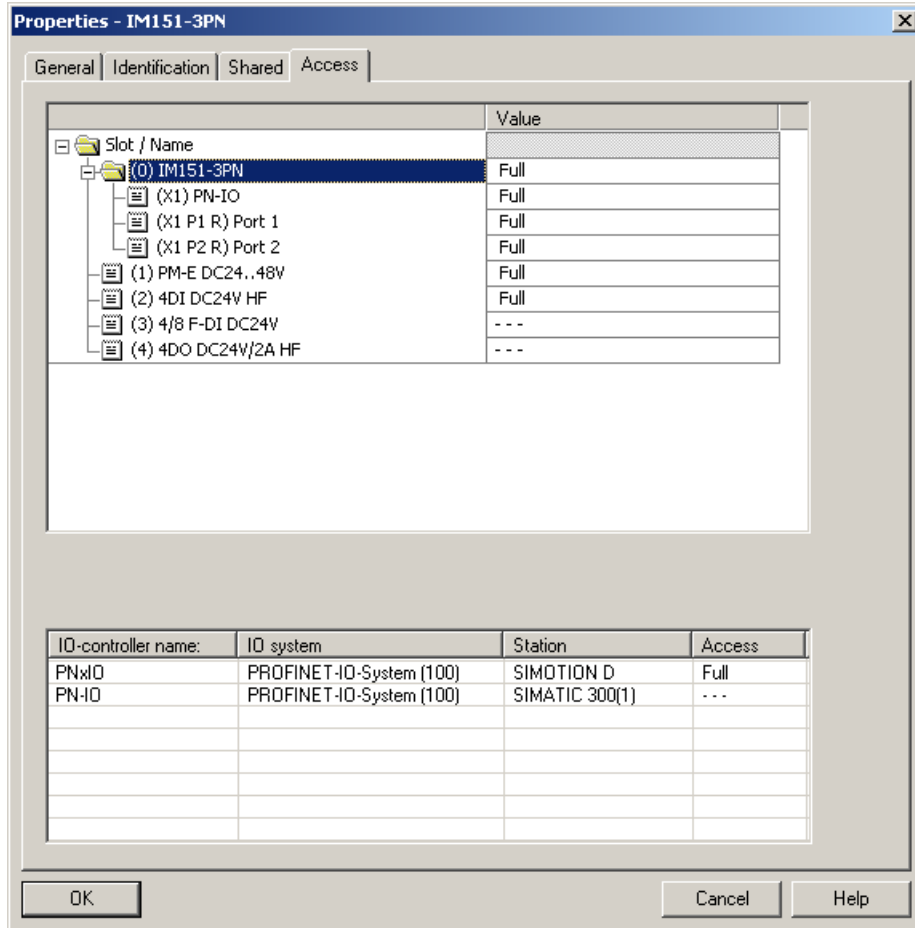 Properties - IM151-3PN
General Identification Shared Access
Value
Slot / Name
(0) IM151-3PN Full
(X1) PN-IO Full
(X1 P1 R) Port 1 Full
(X1 P2 R) Port 2 Full
(1) PM-E DC24..48V Full
(2) 4DI DC24V HF Full
(3) 4/8 F-DI DC24V - - -
(4) 4DO DC24V/2A HF - - -
IO-controller name: IO system Station Access
PNxIO PROFINET-IO-System (100) SIMOTION D Full
PN-IO PROFINET-IO-System (100) SIMATIC 300(1) - - -
OK Cancel Help